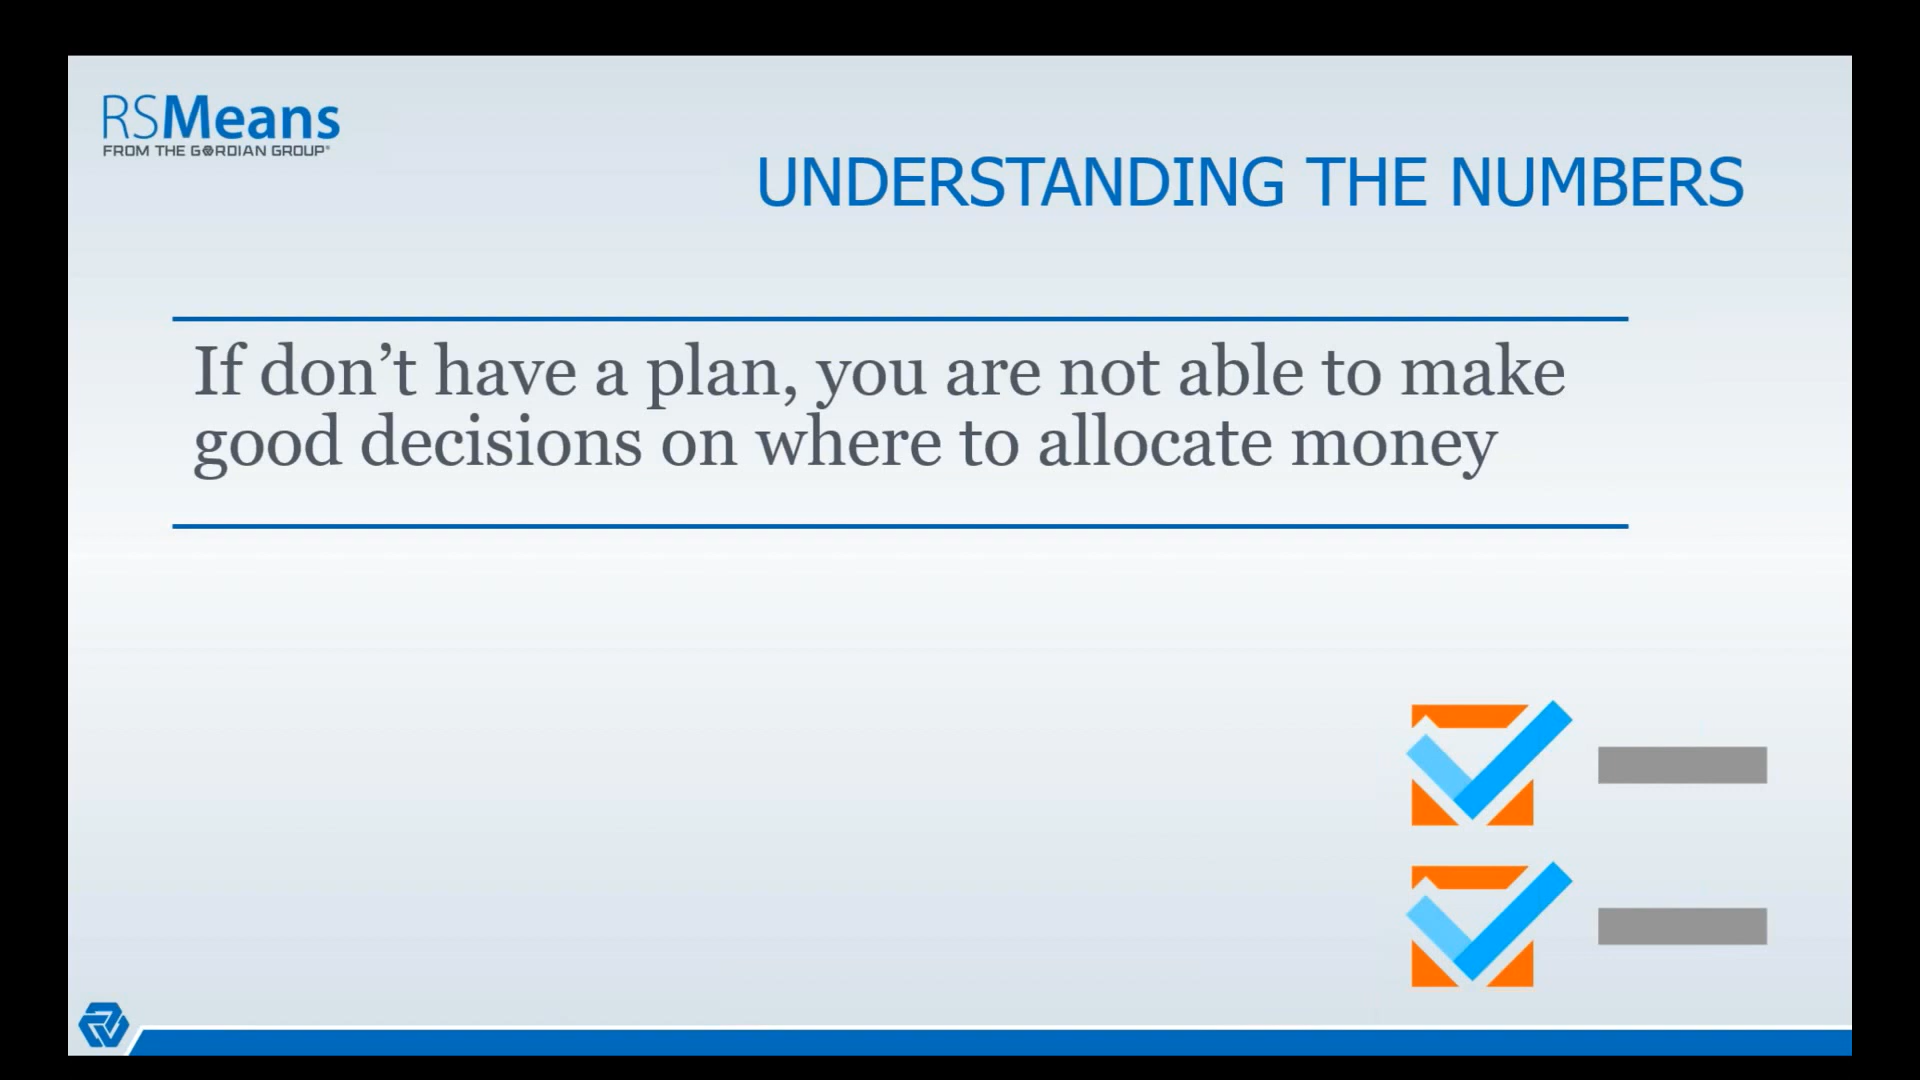 RSMeans
FROM THE GORDIAN GROUP®
UNDERSTANDING THE NUMBERS
If don’t have a plan, you are not able to make
good decisions on where to allocate money